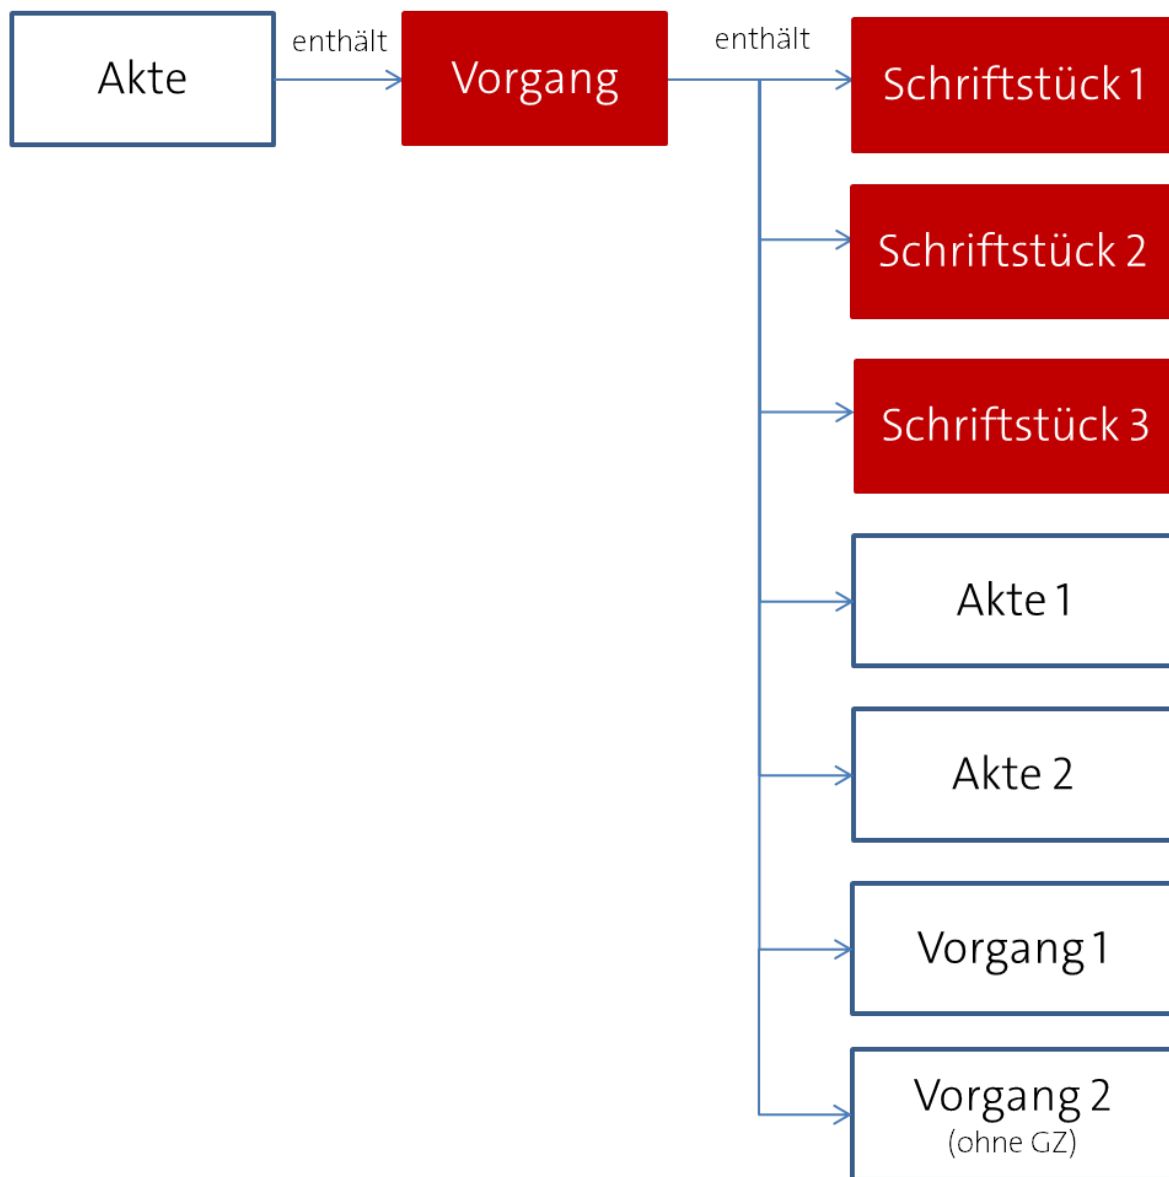 Akte
enthält
Vorgang
enthält
Schriftstück 1
Schriftstück 2
Schriftstück 3
Akte 1
Akte 2
Vorgang 1
Vorgang 2
(ohne GZ)